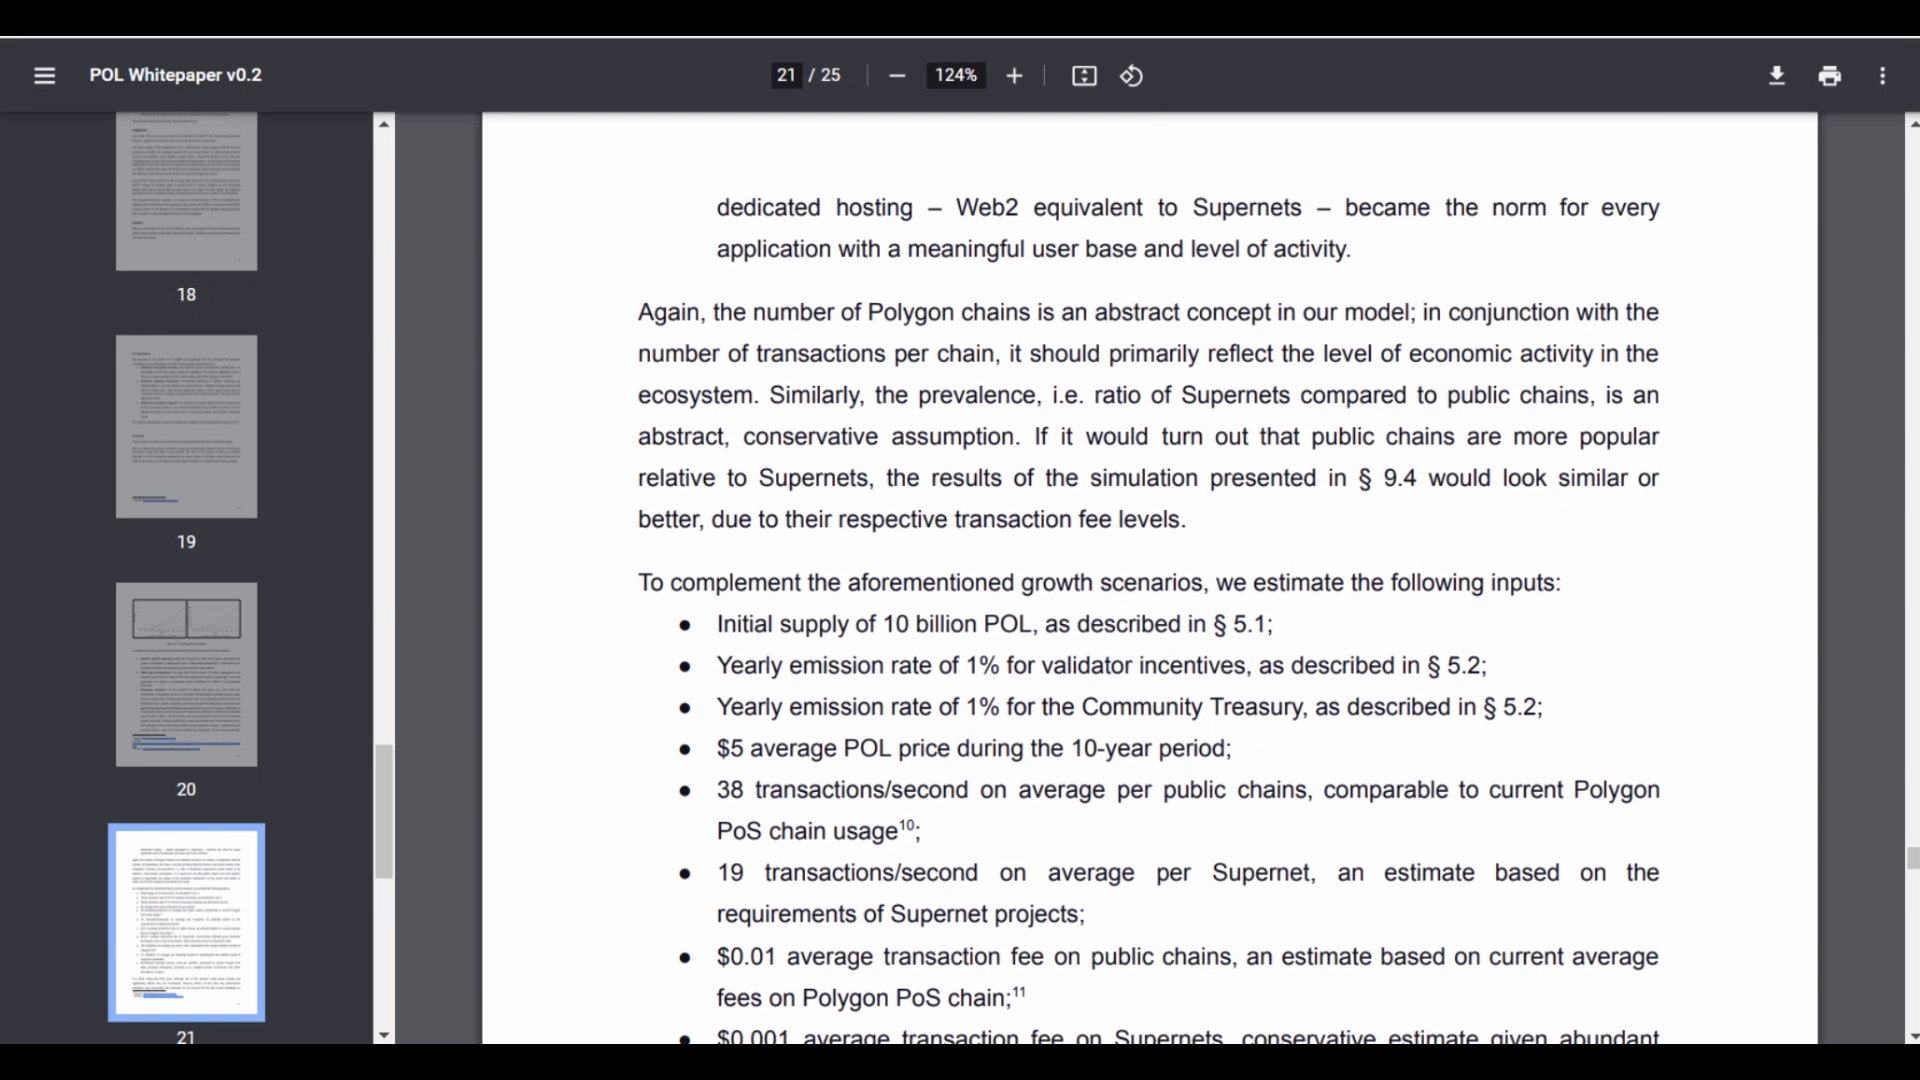 POL Whitepaper v0.2
21 / 25
124%
18
19
20
21
dedicated hosting – Web2 equivalent to Supernets – became the norm for every
application with a meaningful user base and level of activity.
Again, the number of Polygon chains is an abstract concept in our model; in conjunction with the
number of transactions per chain, it should primarily reflect the level of economic activity in the
ecosystem. Similarly, the prevalence, i.e. ratio of Supernets compared to public chains, is an
abstract, conservative assumption. If it would turn out that public chains are more popular
relative to Supernets, the results of the simulation presented in § 9.4 would look similar or
better, due to their respective transaction fee levels.
To complement the aforementioned growth scenarios, we estimate the following inputs:
● Initial supply of 10 billion POL, as described in § 5.1;
● Yearly emission rate of 1% for validator incentives, as described in § 5.2;
● Yearly emission rate of 1% for the Community Treasury, as described in § 5.2;
● $5 average POL price during the 10-year period;
● 38 transactions/second on average per public chains, comparable to current Polygon
PoS chain usage¹⁰;
● 19 transactions/second on average per Supernet, an estimate based on the
requirements of Supernet projects;
● $0.01 average transaction fee on public chains, an estimate based on current average
fees on Polygon PoS chain;¹¹
● $0.001 average transaction fee on Supernets, conservative estimate given abundant